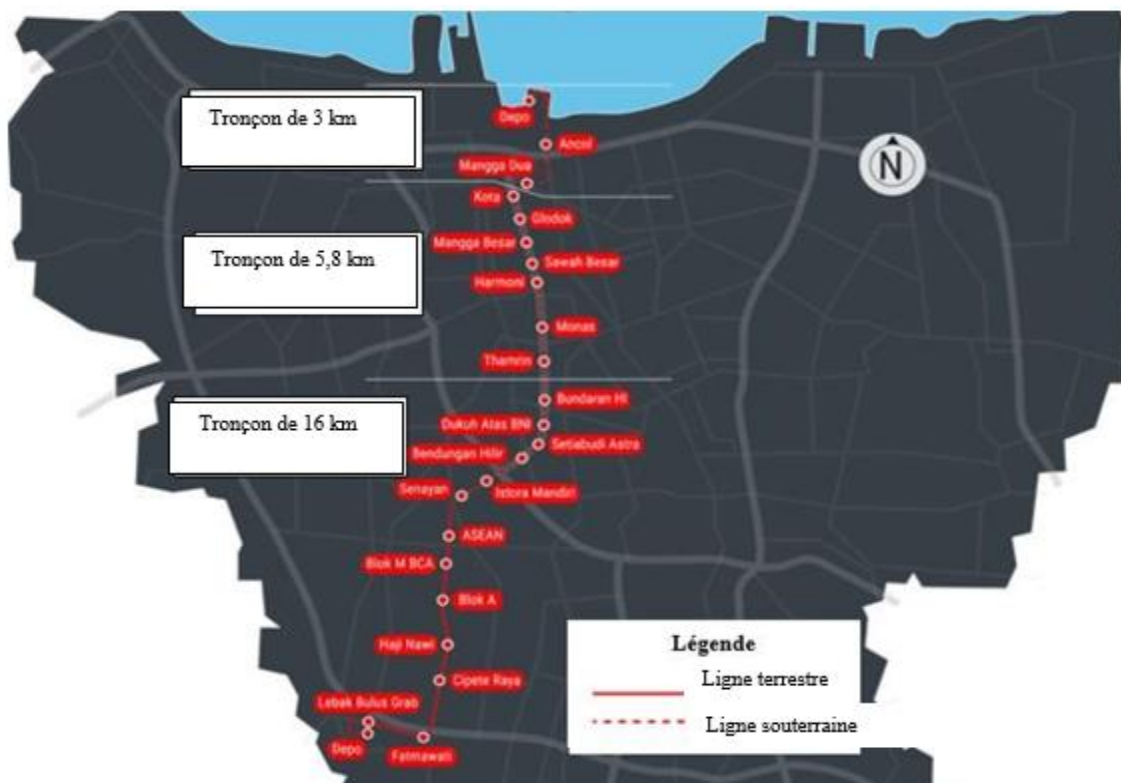 Tronçon de 3 km
Depo
Ancol
Mangga Dua
N
Kota
Glodok
Mangga Besar
Tronçon de 5,8 km
Sawah Besar
Harmoni
Monas
Thamrin
Bundaran HI
Tronçon de 16 km
Dukuh Atas BNI
Setiabudi Astra
Bendungan Hilir
Senayan
Istora Mandiri
ASEAN
Blok M BCA
Blok A
Haji Nawi
Légende
Cipete Raya
Ligne terrestre
Lebak Bulus Grab
Ligne souterraine
Depo
Fatmawati